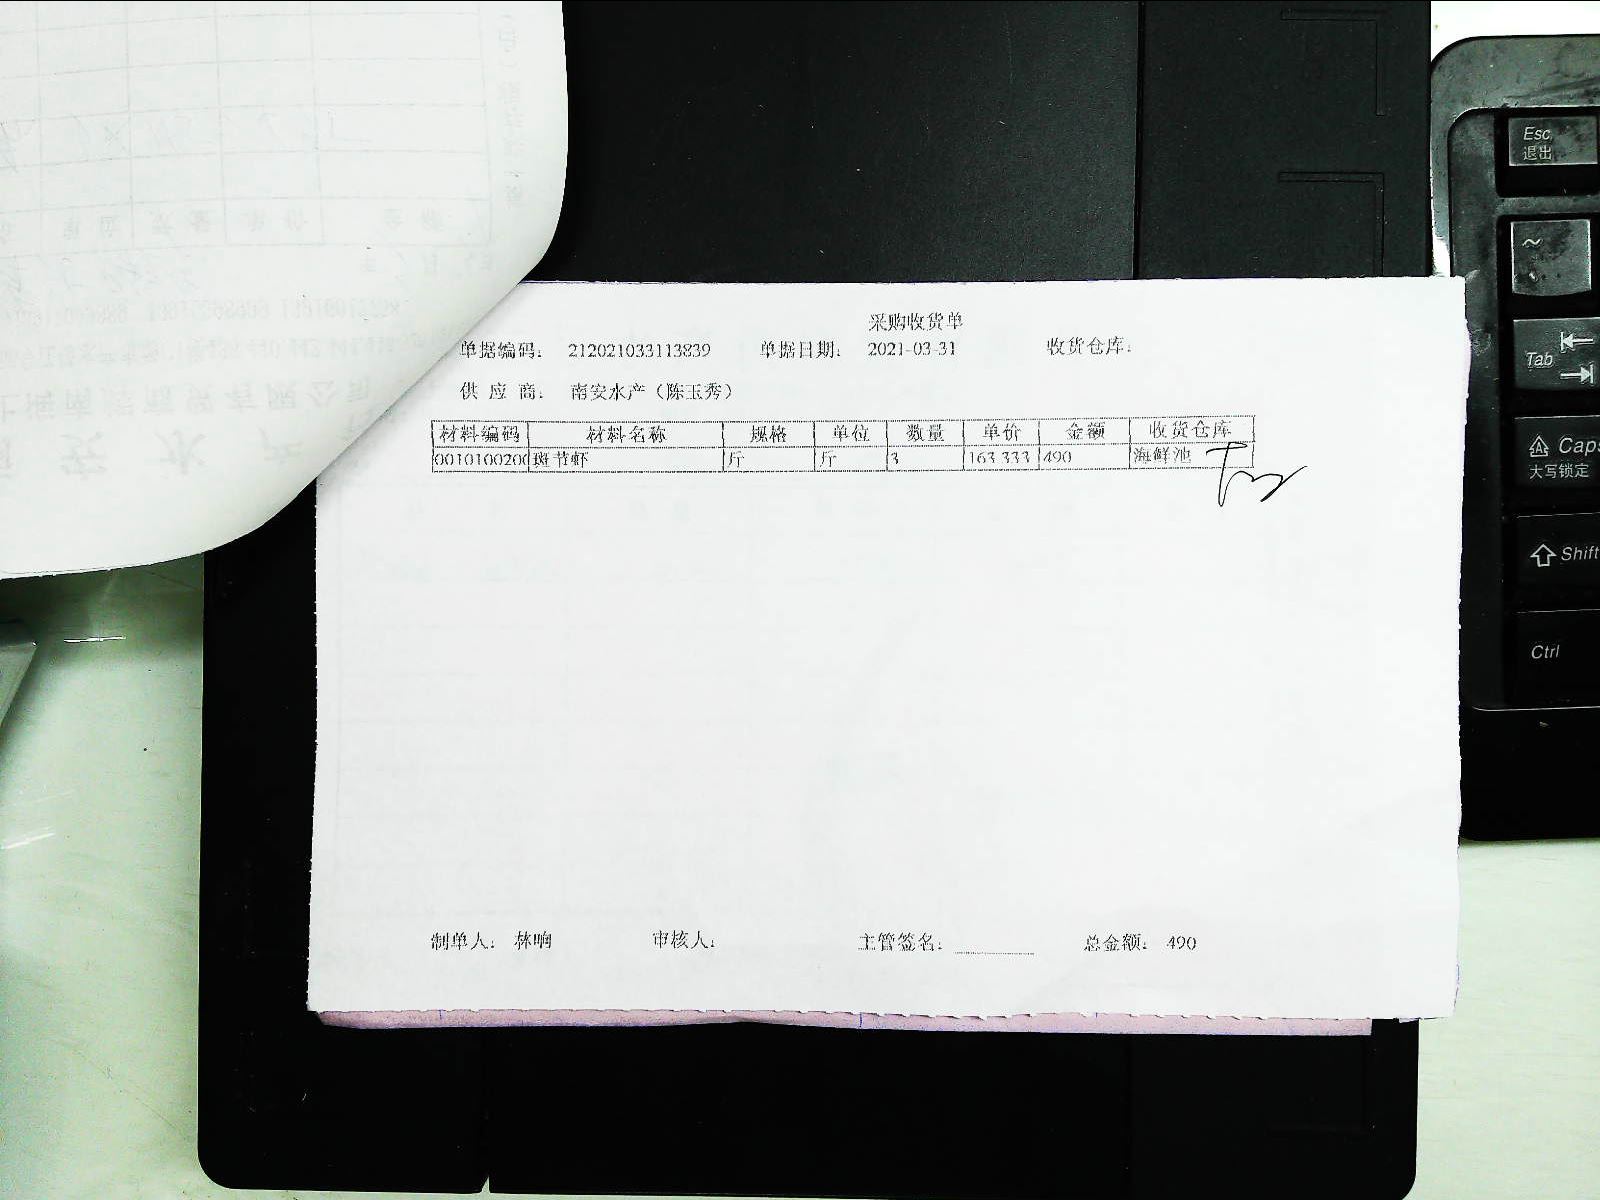 采购收货单
单据编码： 212021033113839 单据日期： 2021-03-31 收货仓库：
供 应 商： 南安水产（陈玉秀）
材料编码 材料名称 规格 单位 数量 单价 金额 收货仓库
0010100200 斑节虾 斤 斤 3 163.333 490 海鲜池
制单人： 林响 审核人： 主管签名： 总金额： 490
Esc
退出
~
Tab
Caps
大写锁定
Shift
Ctrl